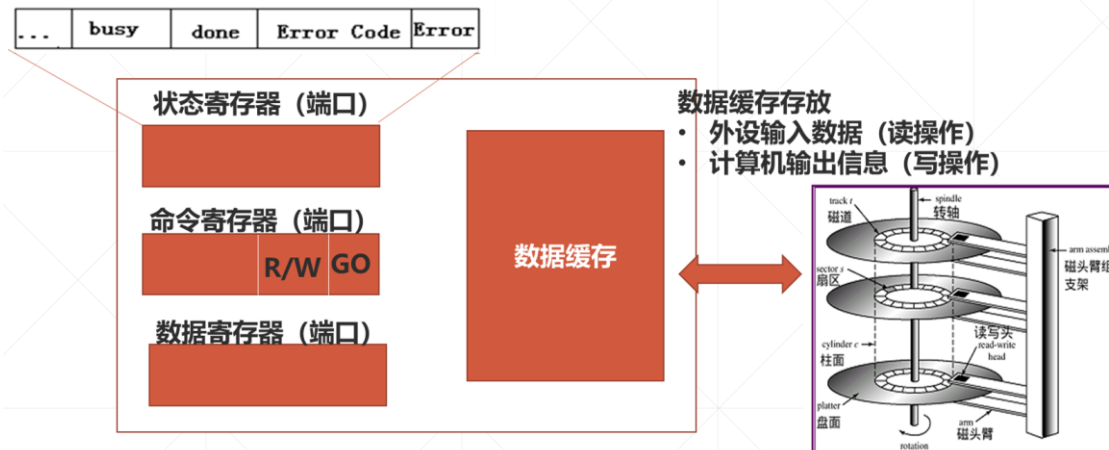 ... busy done Error Code Error
状态寄存器（端口）
命令寄存器（端口）
R/W GO
数据寄存器（端口）
数据缓存
数据缓存存放
• 外设输入数据（读操作）
• 计算机输出信息（写操作）
track t
磁道
spindle
转轴
arm assemb
磁头臂组
支架
sector s
扇区
读写头
read-write
head
cylinder c
柱面
platter
盘面
arm
磁头臂
rotation